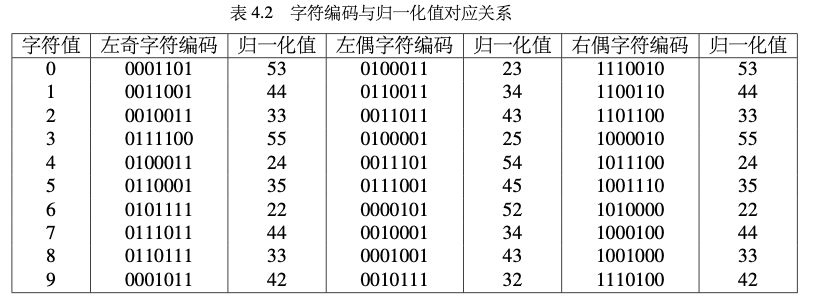 表 4.2 字符编码与归一化值对应关系
字符值 左奇字符编码 归一化值 左偶字符编码 归一化值 右偶字符编码 归一化值
0 0001101 53 0100011 23 1110010 53
1 0011001 44 0110011 34 1100110 44
2 0010011 33 0011011 43 1101100 33
3 0111100 55 0100001 25 1000010 55
4 0100011 24 0011101 54 1011100 24
5 0110001 35 0111001 45 1001110 35
6 0101111 22 0000101 52 1010000 22
7 0111011 44 0010001 34 1000100 44
8 0110111 33 0001001 43 1001000 33
9 0001011 42 0010111 32 1110100 42